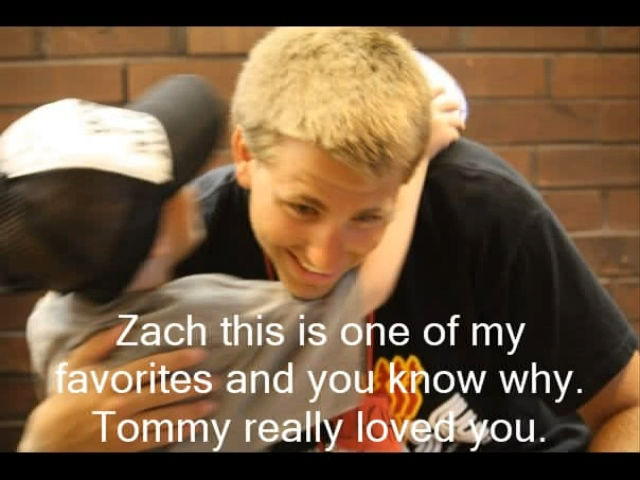 Zach this is one of my
favorites and you know why.
Tommy really loved you.